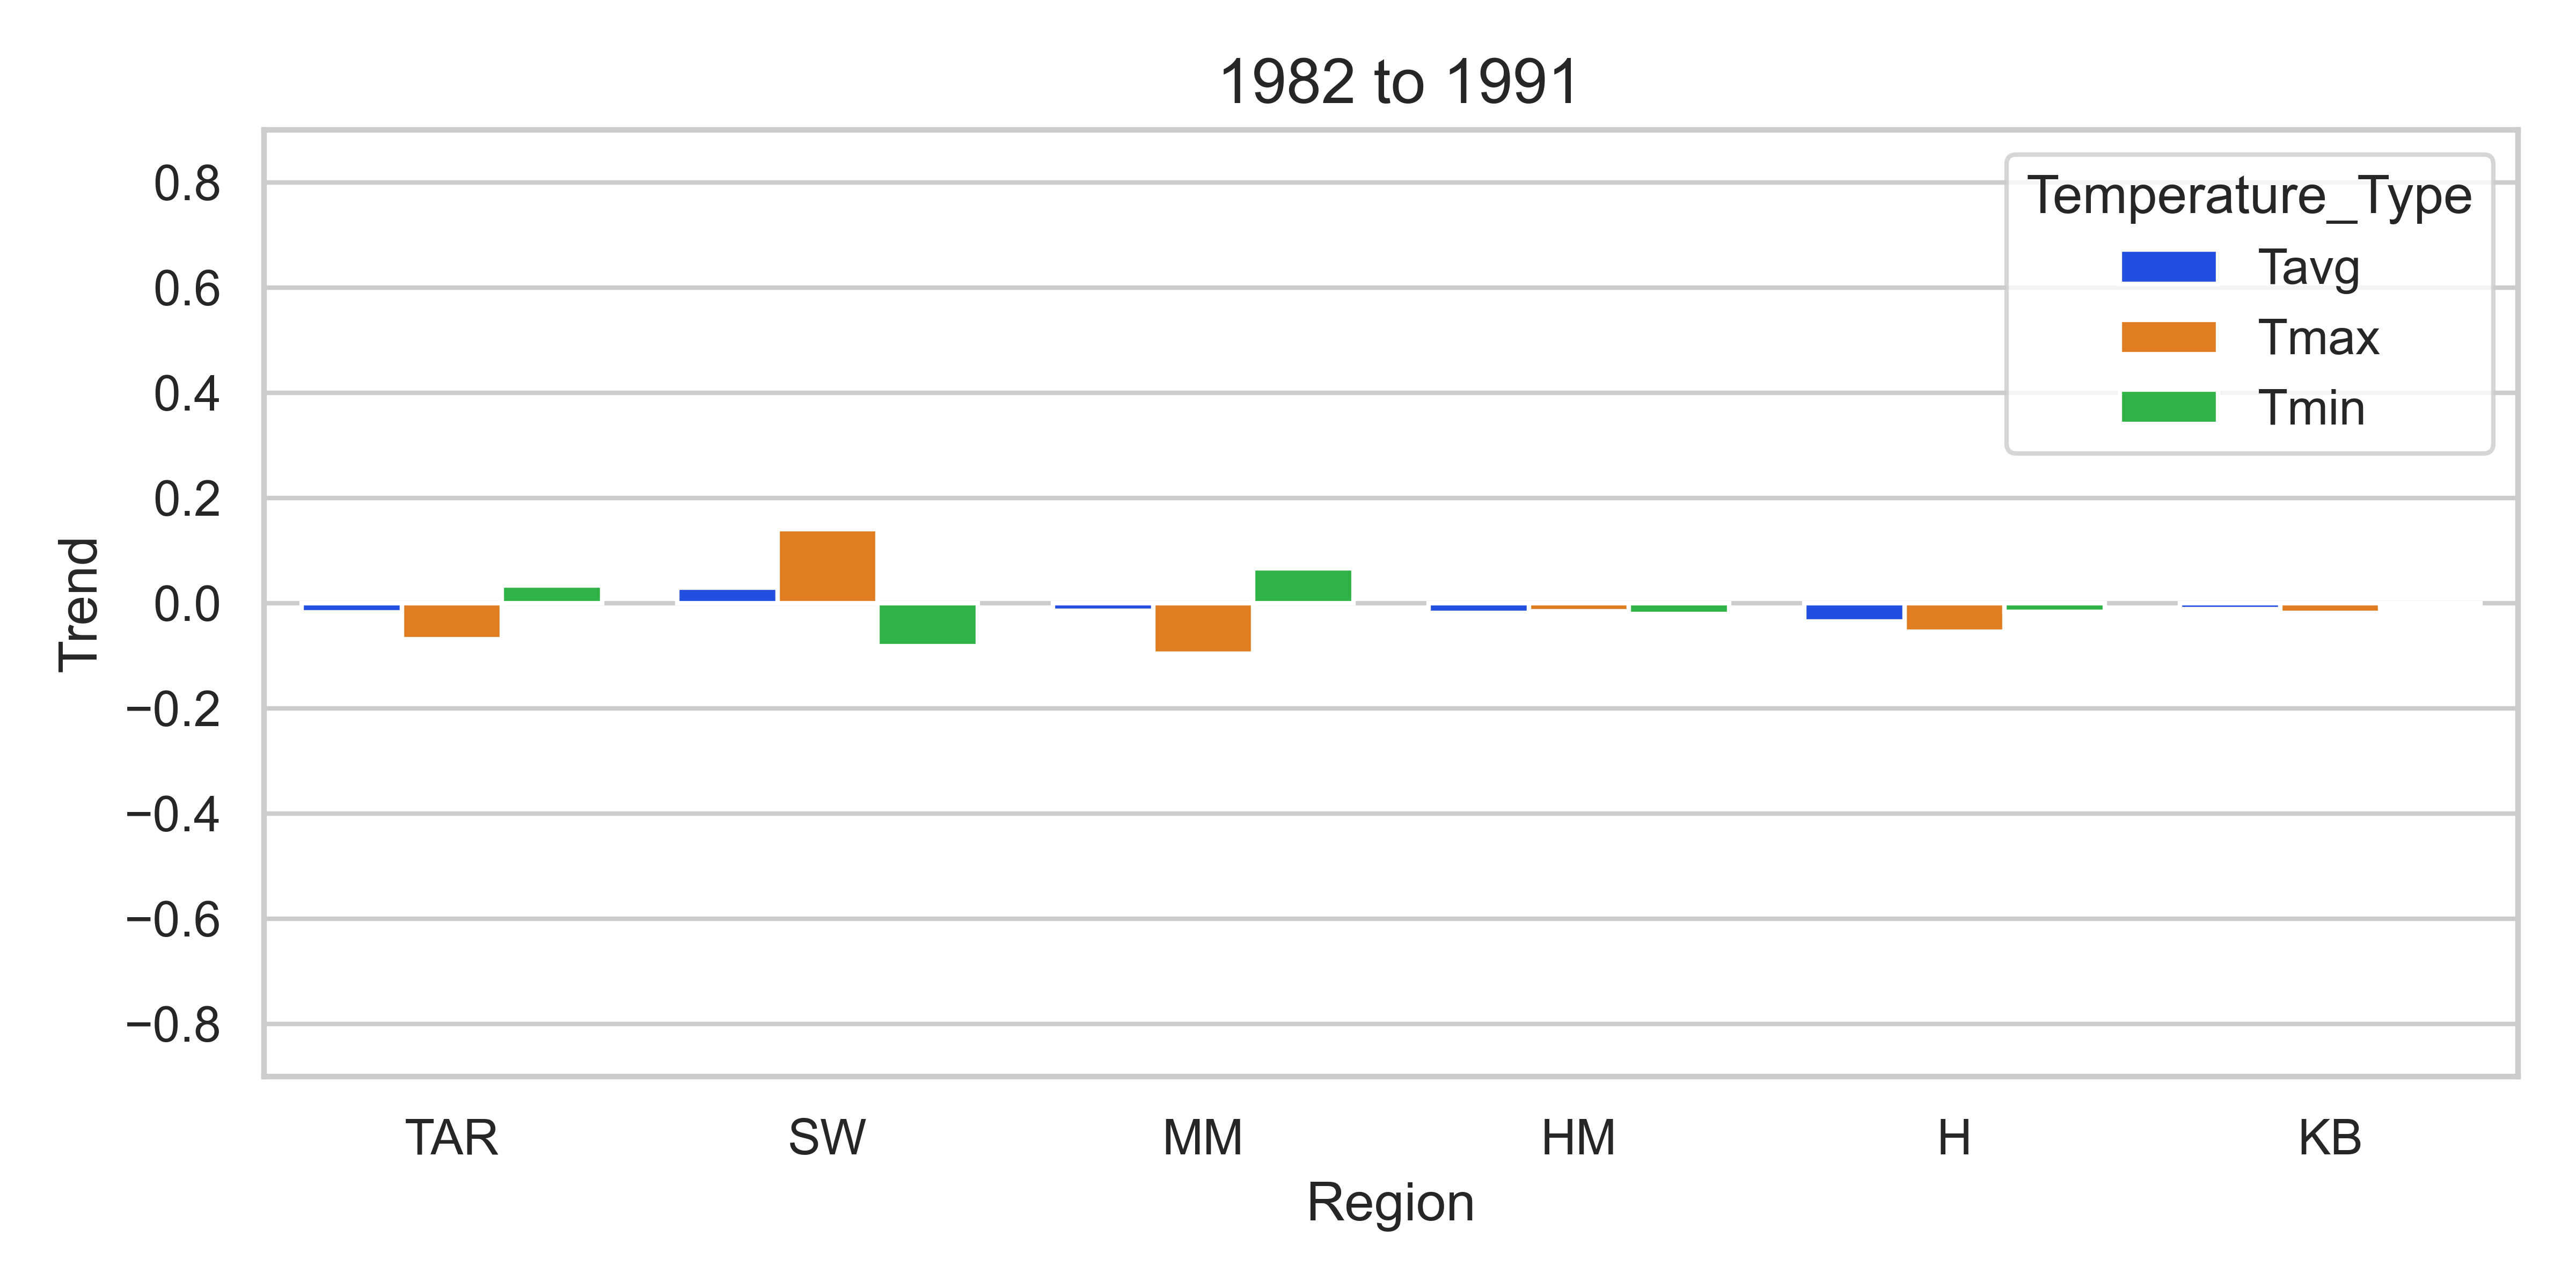 1982 to 1991
0.8
0.6
0.4
0.2
0.0
−0.2
−0.4
−0.6
−0.8
Trend
Temperature_Type
Tavg
Tmax
Tmin
TAR SW MM HM H KB
Region